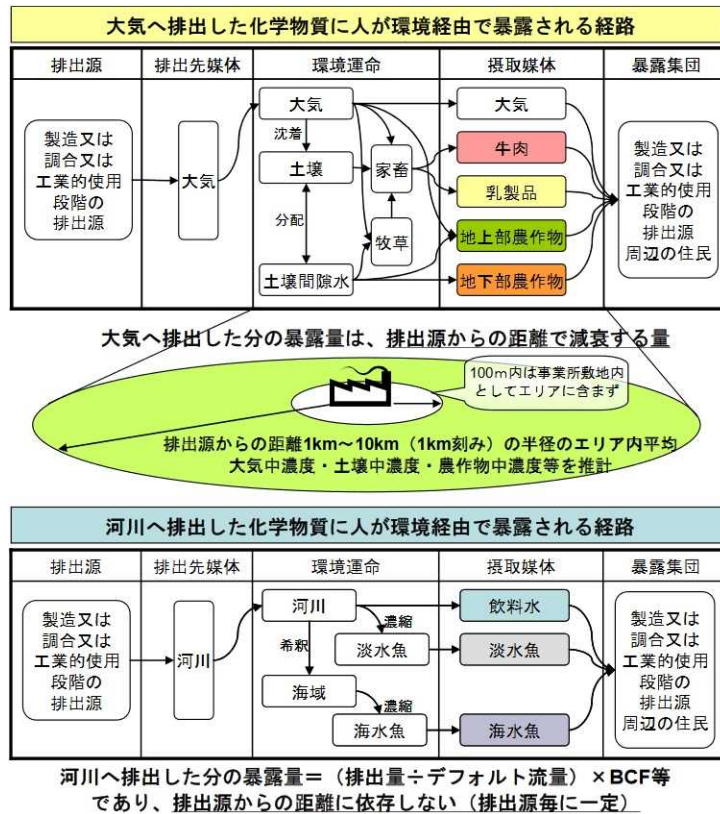 大気へ排出した化学物質に人が環境経由で暴露される経路
排出源
排出先媒体
環境運命
摂取媒体
暴露集団
製造又は
調合又は
工業的使用
段階の
排出源
大気
大気
沈着
土壌
分配
土壌間隙水
家畜
牧草
大気
牛肉
乳製品
地上部農作物
地下部農作物
製造又は
調合又は
工業的使用
段階の
排出源
周辺の住民
大気へ排出した分の暴露量は、排出源からの距離で減衰する量
100m内は事業所敷地内
としてエリアに含まず
排出源からの距離1km～10km（1km刻み）の半径のエリア内平均
大気中濃度・土壌中濃度・農作物中濃度等を推計
河川へ排出した化学物質に人が環境経由で暴露される経路
排出源
排出先媒体
環境運命
摂取媒体
暴露集団
製造又は
調合又は
工業的使用
段階の
排出源
河川
河川
濃縮
希釈
淡水魚
海域
濃縮
海水魚
飲料水
淡水魚
海水魚
製造又は
調合又は
工業的使用
段階の
排出源
周辺の住民
河川へ排出した分の暴露量＝（排出量÷デフォルト流量）×BCF等
であり、排出源からの距離に依存しない（排出源毎に一定）